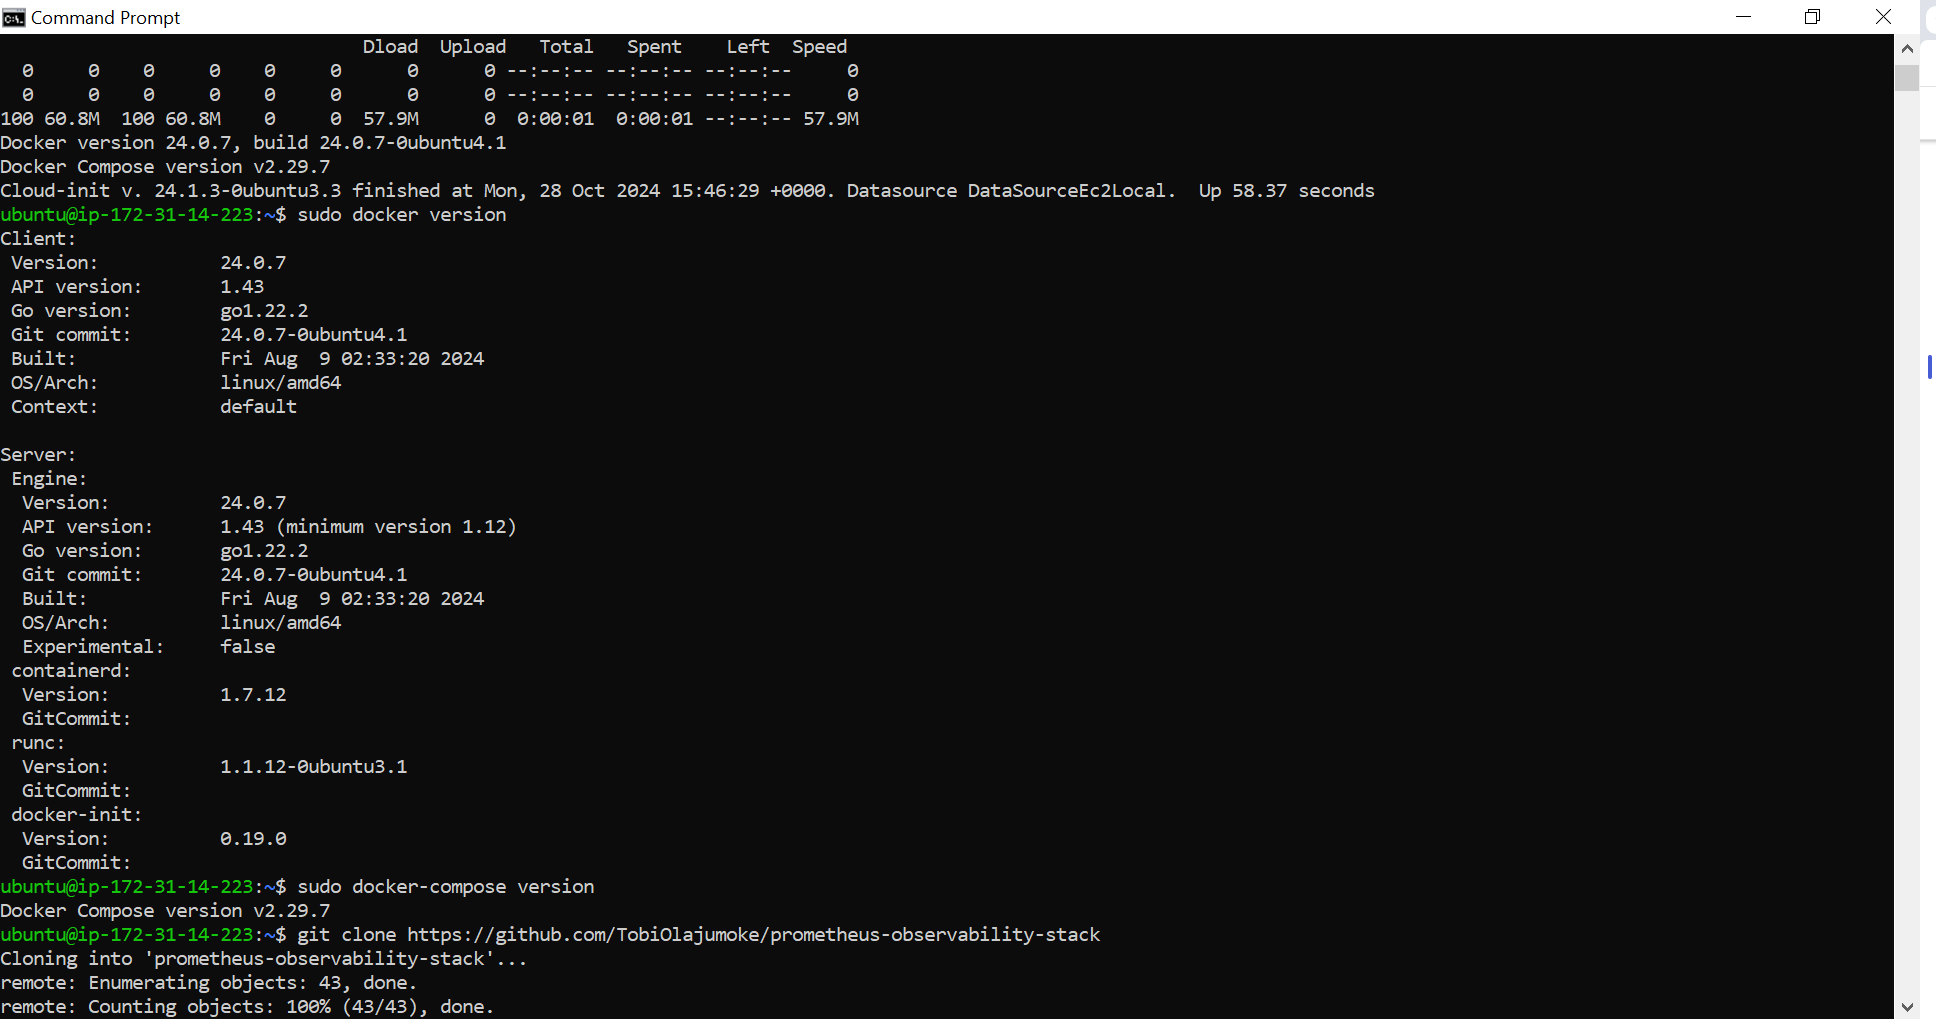 Command Prompt
Dload  Upload   Total   Spent    Left  Speed
  0     0    0     0    0     0      0      0 --:--:-- --:--:-- --:--:--     0
  0     0    0     0    0     0      0      0 --:--:-- --:--:-- --:--:--     0
100 60.8M  100 60.8M    0     0  57.9M      0  0:00:01  0:00:01 --:--:-- 57.9M
Docker version 24.0.7, build 24.0.7-0ubuntu4.1
Docker Compose version v2.29.7
Cloud-init v. 24.1.3-0ubuntu3.3 finished at Mon, 28 Oct 2024 15:46:29 +0000. Datasource DataSourceEc2Local.  Up 58.37 seconds
ubuntu@ip-172-31-14-223:~$ sudo docker version
Client:
 Version:           24.0.7
 API version:       1.43
 Go version:        go1.22.2
 Git commit:        24.0.7-0ubuntu4.1
 Built:             Fri Aug  9 02:33:20 2024
 OS/Arch:           linux/amd64
 Context:           default
Server:
 Engine:
  Version:          24.0.7
  API version:      1.43 (minimum version 1.12)
  Go version:       go1.22.2
  Git commit:       24.0.7-0ubuntu4.1
  Built:            Fri Aug  9 02:33:20 2024
  OS/Arch:          linux/amd64
  Experimental:     false
 containerd:
  Version:          1.7.12
  GitCommit:
 runc:
  Version:          1.1.12-0ubuntu3.1
  GitCommit:
 docker-init:
  Version:          0.19.0
  GitCommit:
ubuntu@ip-172-31-14-223:~$ sudo docker-compose version
Docker Compose version v2.29.7
ubuntu@ip-172-31-14-223:~$ git clone https://github.com/TobiOlajumoke/prometheus-observability-stack
Cloning into 'prometheus-observability-stack'...
remote: Enumerating objects: 43, done.
remote: Counting objects: 100% (43/43), done.